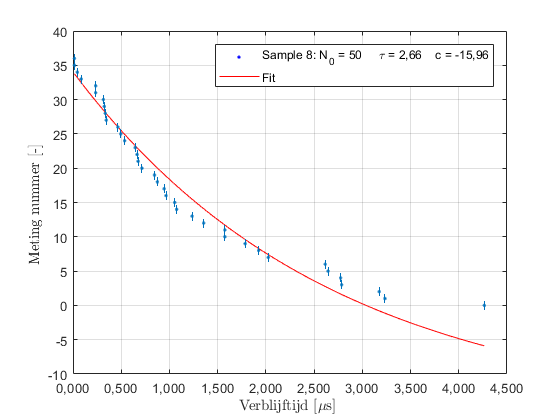 40
35
30
25
20
15
10
5
0
-5
-10
Meting nummer [-]
Sample 8: N0 = 50 τ = 2,66 c = -15,96
Fit
0,000 0,500 1,000 1,500 2,000 2,500 3,000 3,500 4,000 4,500
Verblijftijd [μs]